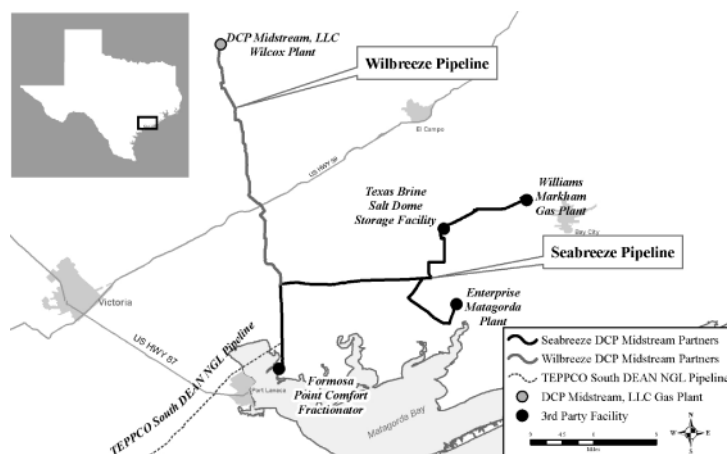 DCP Midstream, LLC
Wilcox Plant
Wilbreeze Pipeline
El Campo
US HWY 59
Williams
Markham
Gas Plant
Texas Brine
Salt Dome
Storage Facility
Bay City
Seabreeze Pipeline
Victoria
Enterprise
Matagorda
Plant
US HWY 87
TEPPCO South DEAN NGL Pipeline
Port Lavaca
Formosa
Point Comfort
Fractionator
Matagorda Bay
Seabreeze DCP Midstream Partners
Wilbreeze DCP Midstream Partners
TEPPCO South DEAN NGL Pipeline
DCP Midstream, LLC Gas Plant
3rd Party Facility
Miles
N
W
E
S